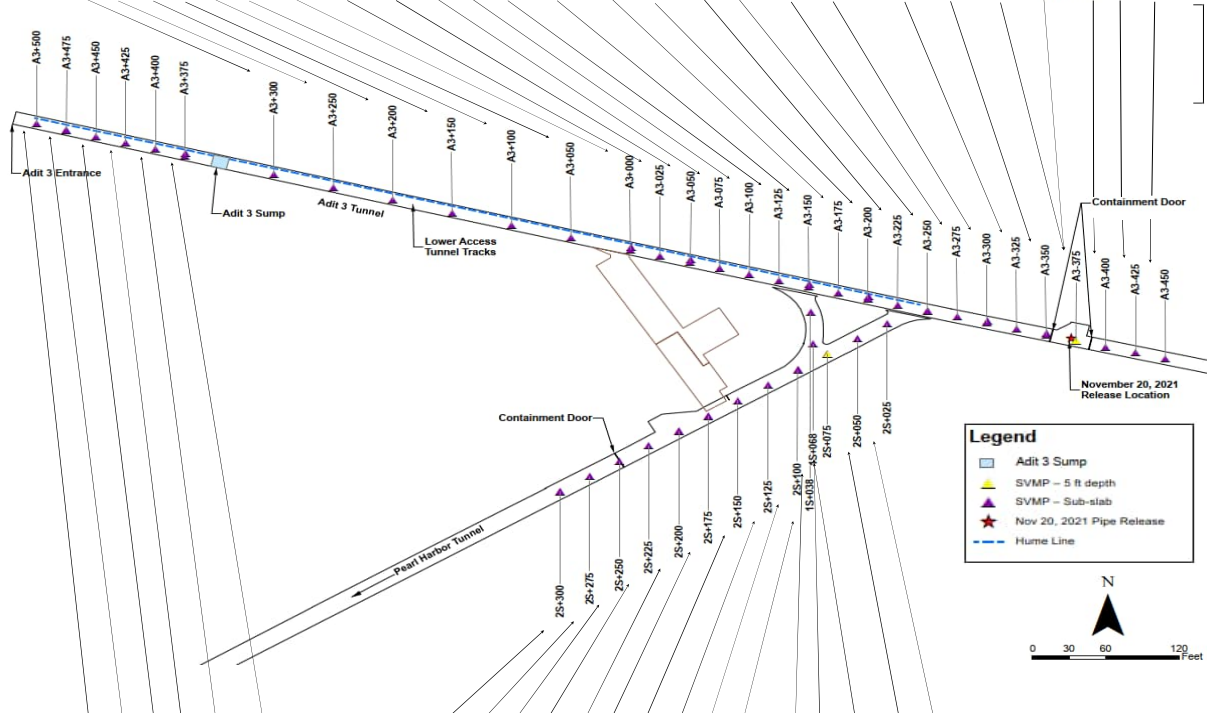 A3+500
A3+475
A3+450
A3+425
A3+400
A3+375
A3+300
A3+250
A3+200
A3+150
A3+100
A3+050
A3+000
A3-025
A3-050
A3-075
A3-100
A3-125
A3-150
A3-175
A3-200
A3-225
A3-250
A3-275
A3-300
A3-325
A3-350
A3-375
A3-400
A3-425
A3-450
Adit 3 Entrance
Adit 3 Sump
Adit 3 Tunnel
Lower Access
Tunnel Tracks
Containment Door
November 20, 2021
Release Location
Containment Door
Pearl Harbor Tunnel
2S+300
2S+275
2S+250
2S+225
2S+200
2S+175
2S+150
2S+125
2S+100
1S+038
1S+068
2S+075
2S+050
2S+025
Legend
Adit 3 Sump
SVMP – 5 ft depth
SVMP – Sub-slab
Nov 20, 2021 Pipe Release
Hume Line
N
0 30 60 120
Feet